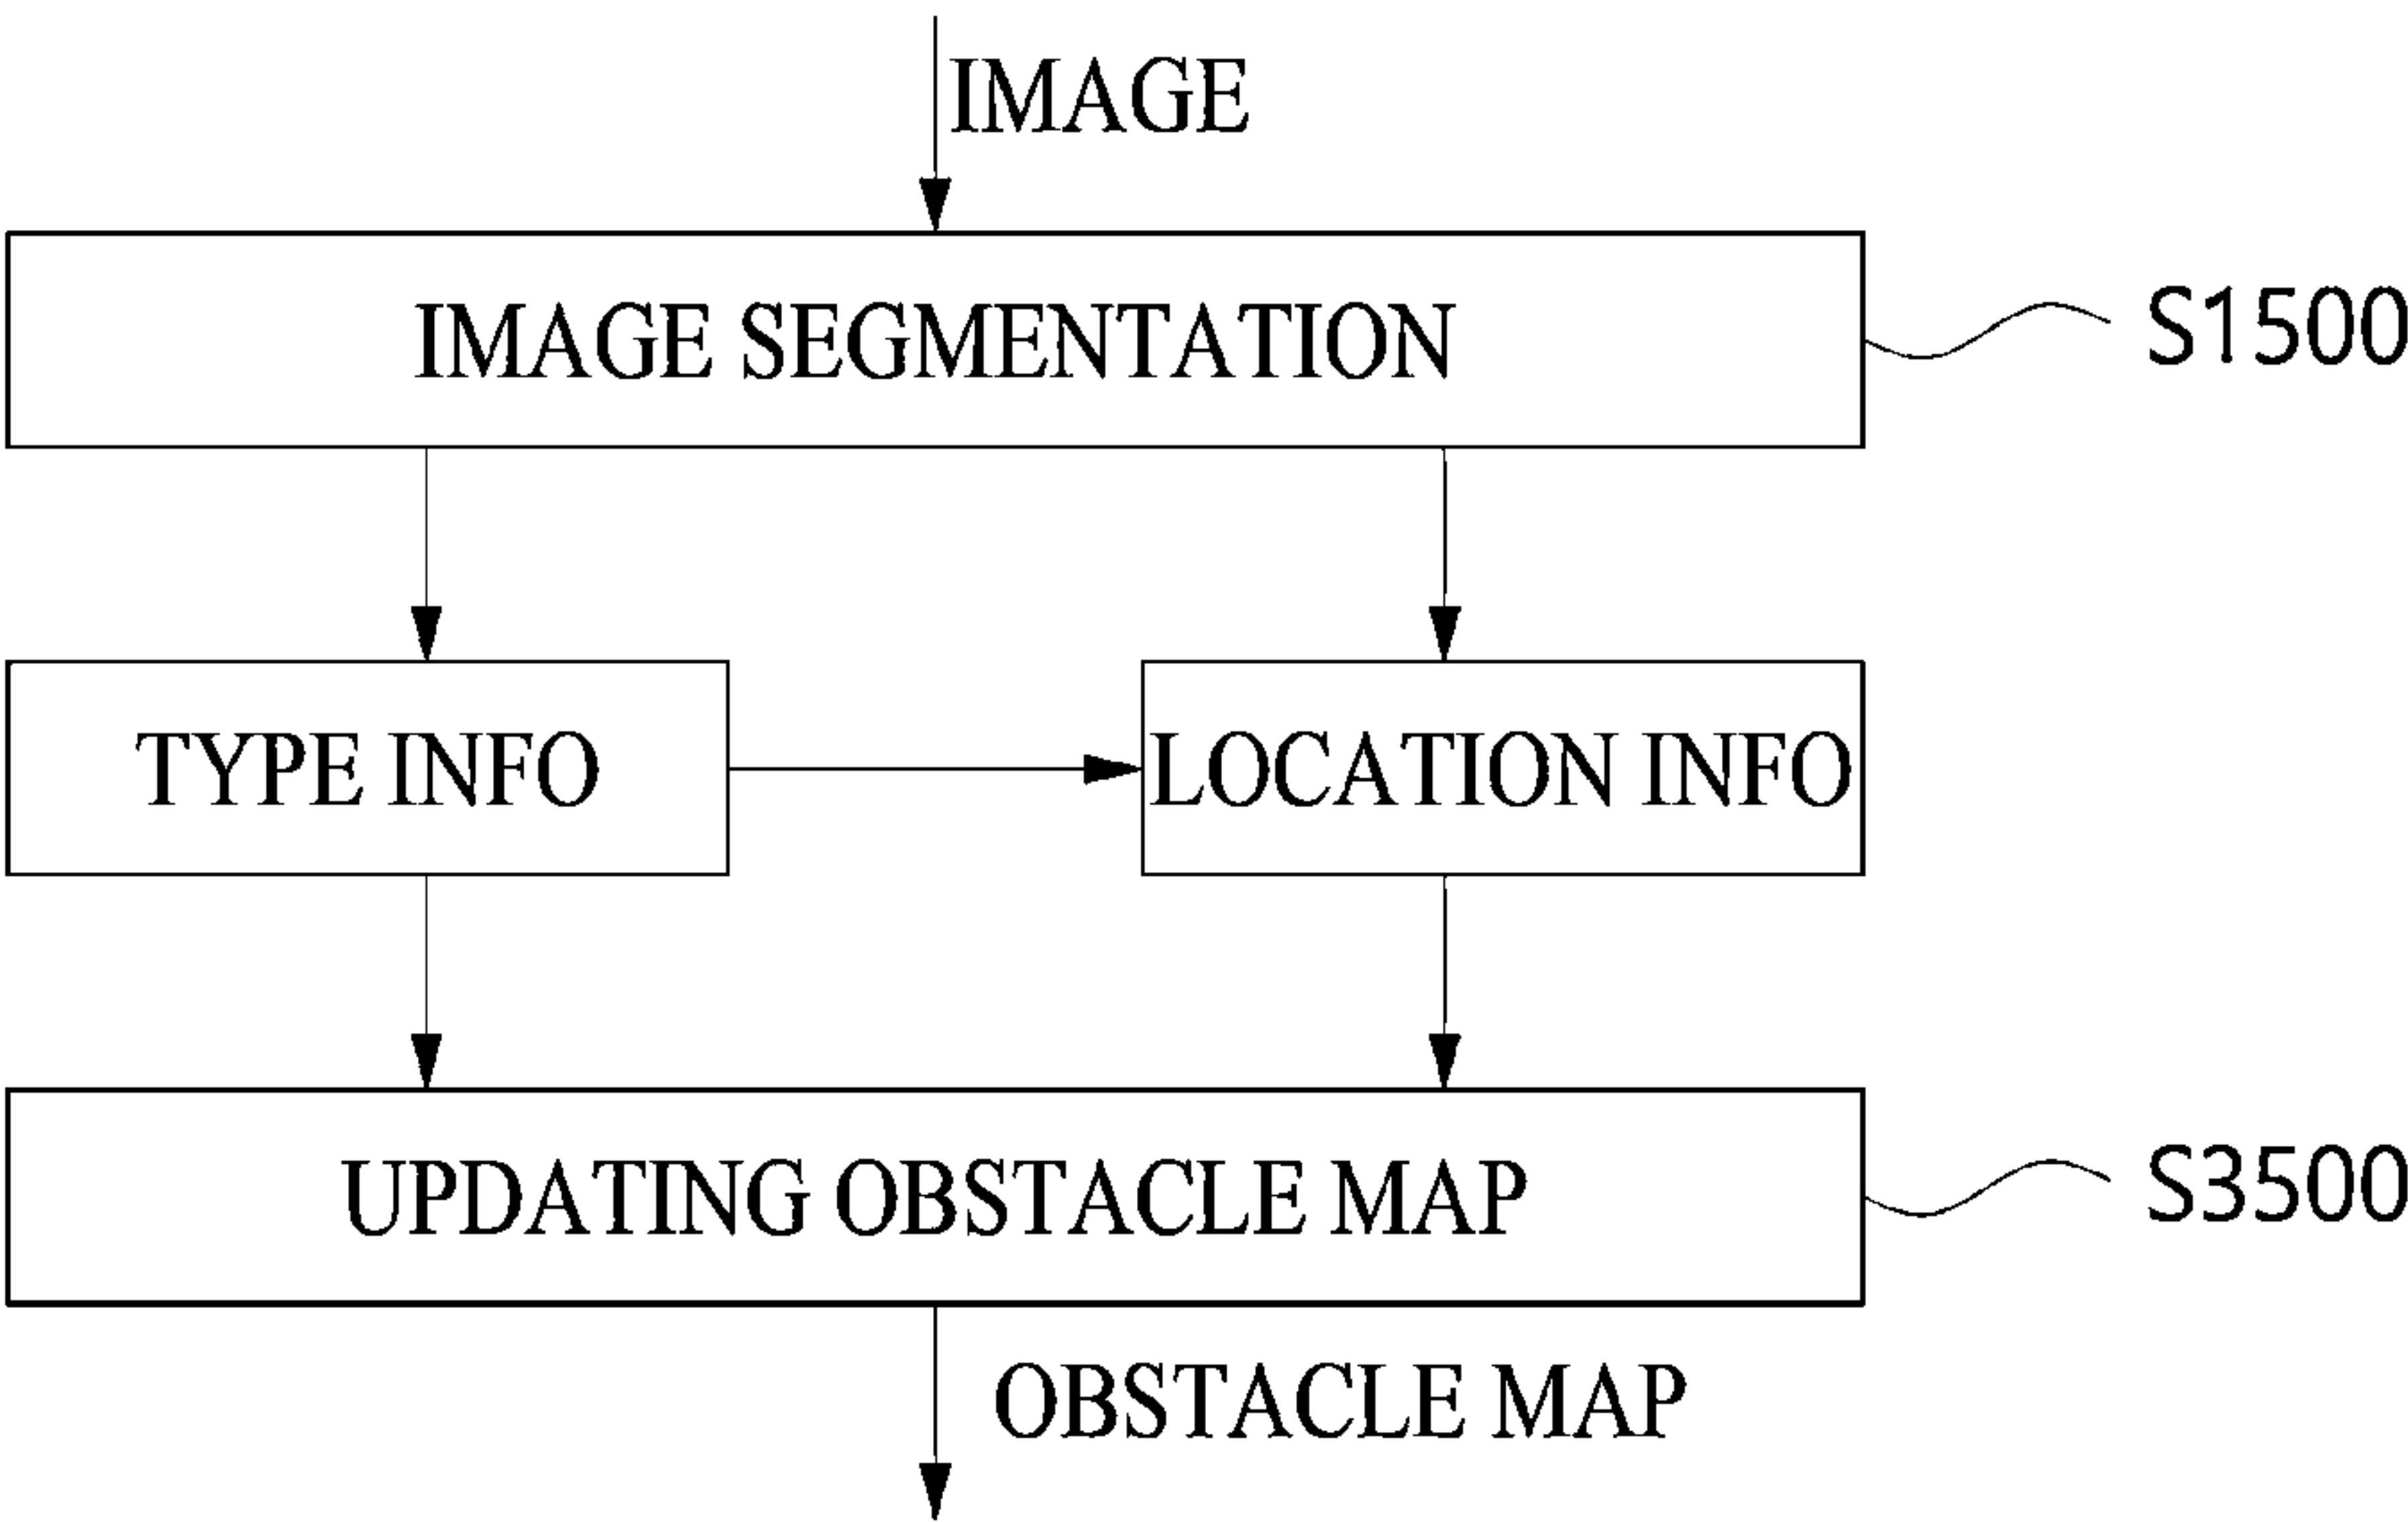 IMAGE
IMAGE SEGMENTATION
S1500
TYPE INFO
LOCATION INFO
UPDATING OBSTACLE MAP
S3500
OBSTACLE MAP